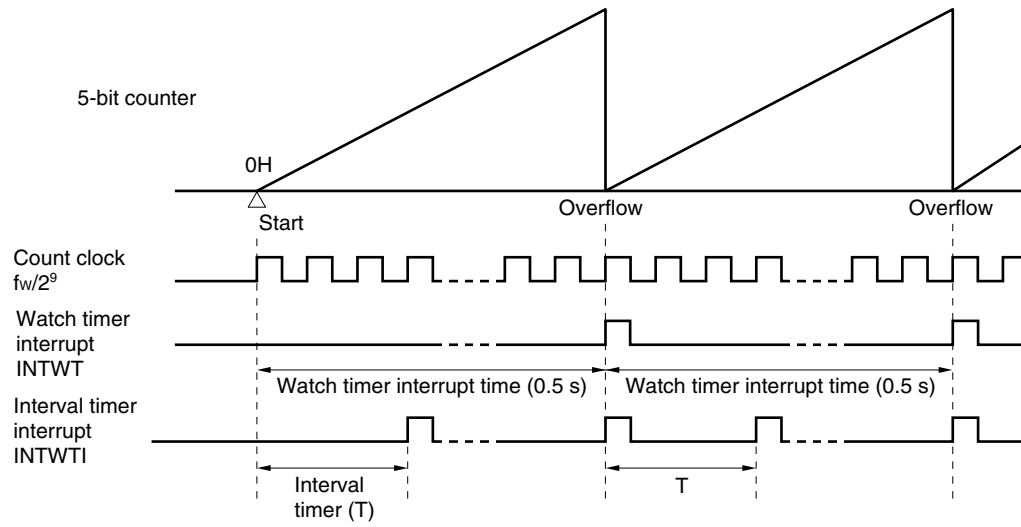 5-bit counter
0H
Start
Overflow
Overflow
Count clock
fw/2⁹
Watch timer
interrupt
INTWT
Watch timer interrupt time (0.5 s)
Watch timer interrupt time (0.5 s)
Interval timer
interrupt
INTWTI
Interval
timer (T)
T